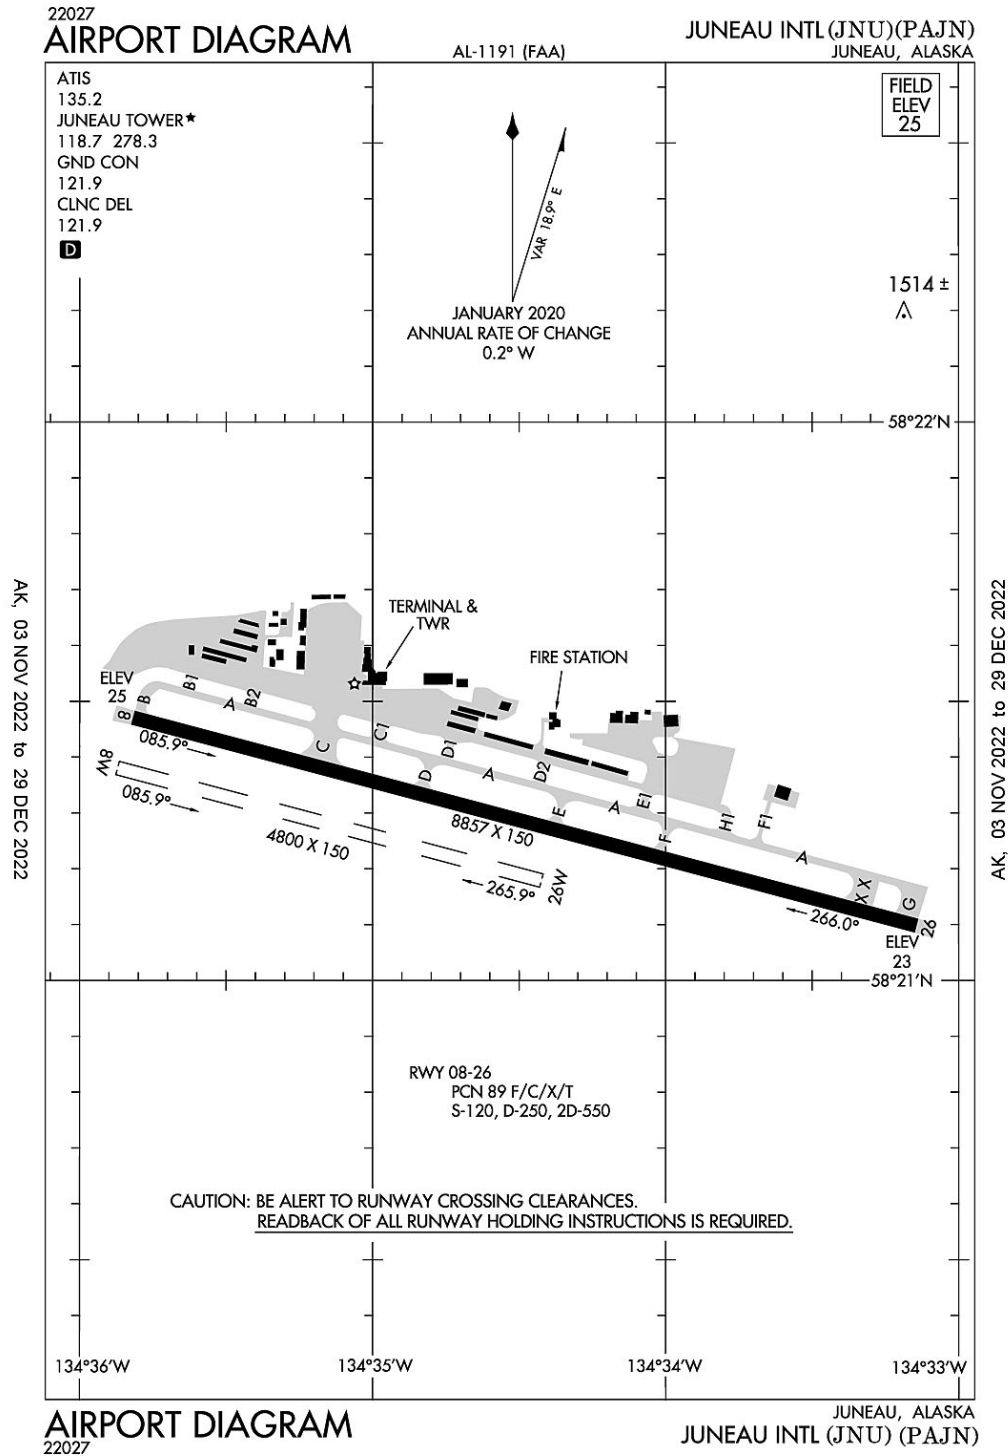 22027
AIRPORT DIAGRAM
AL-1191 (FAA)
JUNEAU INTL (JNU) (PAJN)
JUNEAU, ALASKA
ATIS
135.2
JUNEAU TOWER★
118.7 278.3
GND CON
121.9
CLNC DEL
121.9
D
FIELD
ELEV
25
VAR 18.9° E
JANUARY 2020
ANNUAL RATE OF CHANGE
0.2° W
1514 ±
58°22'N
AK, 03 NOV 2022 to 29 DEC 2022
AK, 03 NOV 2022 to 29 DEC 2022
TERMINAL &
TWR
FIRE STATION
ELEV
25
8
B
B1
A
B2
C
C1
D
D1
A
D2
E
A
E1
F
H1
F1
A
X X
G
26
085.9°
8W
085.9°
4800 X 150
8857 X 150
265.9°
26W
266.0°
ELEV
23
58°21'N
RWY 08-26
PCN 89 F/C/X/T
S-120, D-250, 2D-550
CAUTION: BE ALERT TO RUNWAY CROSSING CLEARANCES.
READBACK OF ALL RUNWAY HOLDING INSTRUCTIONS IS REQUIRED.
134°36'W
134°35'W
134°34'W
134°33'W
AIRPORT DIAGRAM
22027
JUNEAU, ALASKA
JUNEAU INTL (JNU) (PAJN)